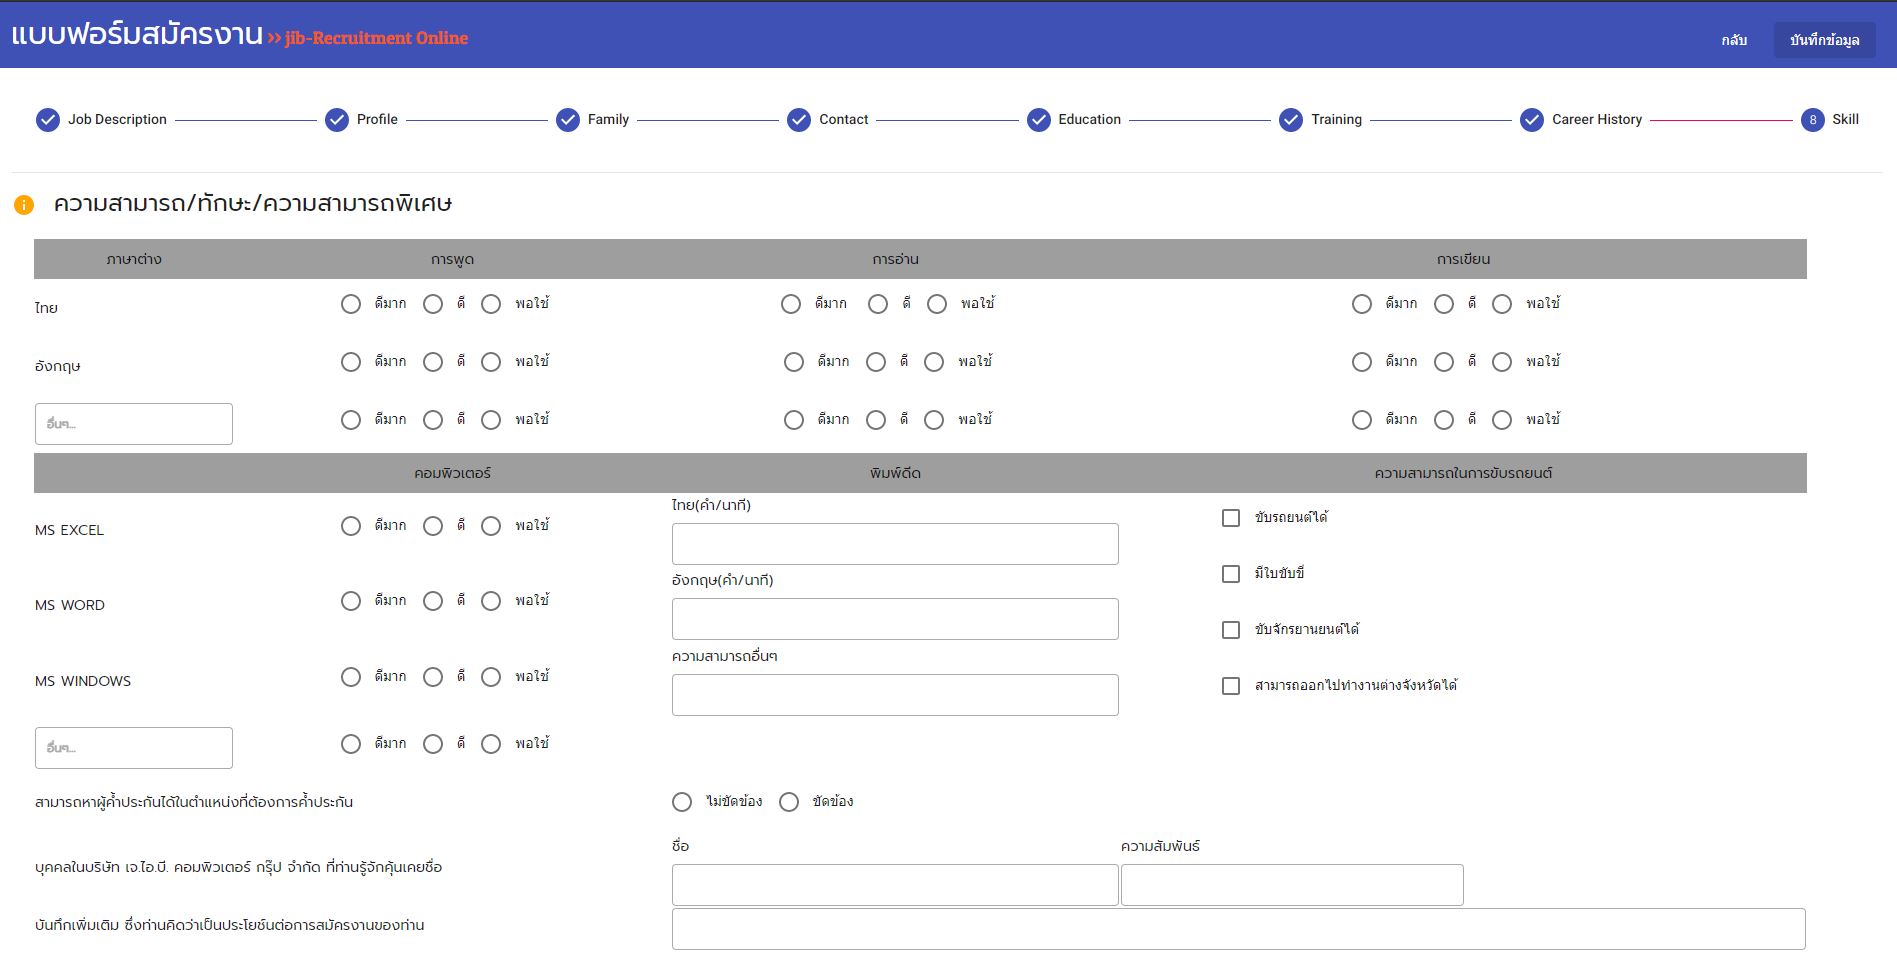 แบบฟอร์มสมัครงาน >> jib-Recruitment Online
กลับ บันทึกข้อมูล
Job Description Profile Family Contact Education Training Career History 8 Skill
ความสามารถ/ทักษะ/ความสามารถพิเศษ
ภาษาต่าง การพูด การอ่าน การเขียน
ไทย ดีมาก ดี พอใช้ ดีมาก ดี พอใช้ ดีมาก ดี พอใช้
อังกฤษ ดีมาก ดี พอใช้ ดีมาก ดี พอใช้ ดีมาก ดี พอใช้
อื่นๆ... ดีมาก ดี พอใช้ ดีมาก ดี พอใช้ ดีมาก ดี พอใช้
คอมพิวเตอร์ พิมพ์ดีด ความสามารถในการขับรถยนต์
ไทย(คำ/นาที)
MS EXCEL ดีมาก ดี พอใช้ ขับรถยนต์ได้
อังกฤษ(คำ/นาที) มีใบขับขี่
MS WORD ดีมาก ดี พอใช้
ขับจักรยานยนต์ได้
ความสามารถอื่นๆ
MS WINDOWS ดีมาก ดี พอใช้ สามารถออกไปทำงานต่างจังหวัดได้
อื่นๆ... ดีมาก ดี พอใช้
สามารถหาผู้ค้ำประกันได้ในตำแหน่งที่ต้องการค้ำประกัน ไม่ขัดข้อง ขัดข้อง
ชื่อ ความสัมพันธ์
บุคคลในบริษัท เจ.ไอ.บี. คอมพิวเตอร์ กรุ๊ป จำกัด ที่ท่านรู้จักคุ้นเคยชื่อ
บันทึกเพิ่มเติม ซึ่งท่านคิดว่าเป็นประโยชน์ต่อการสมัครงานของท่าน